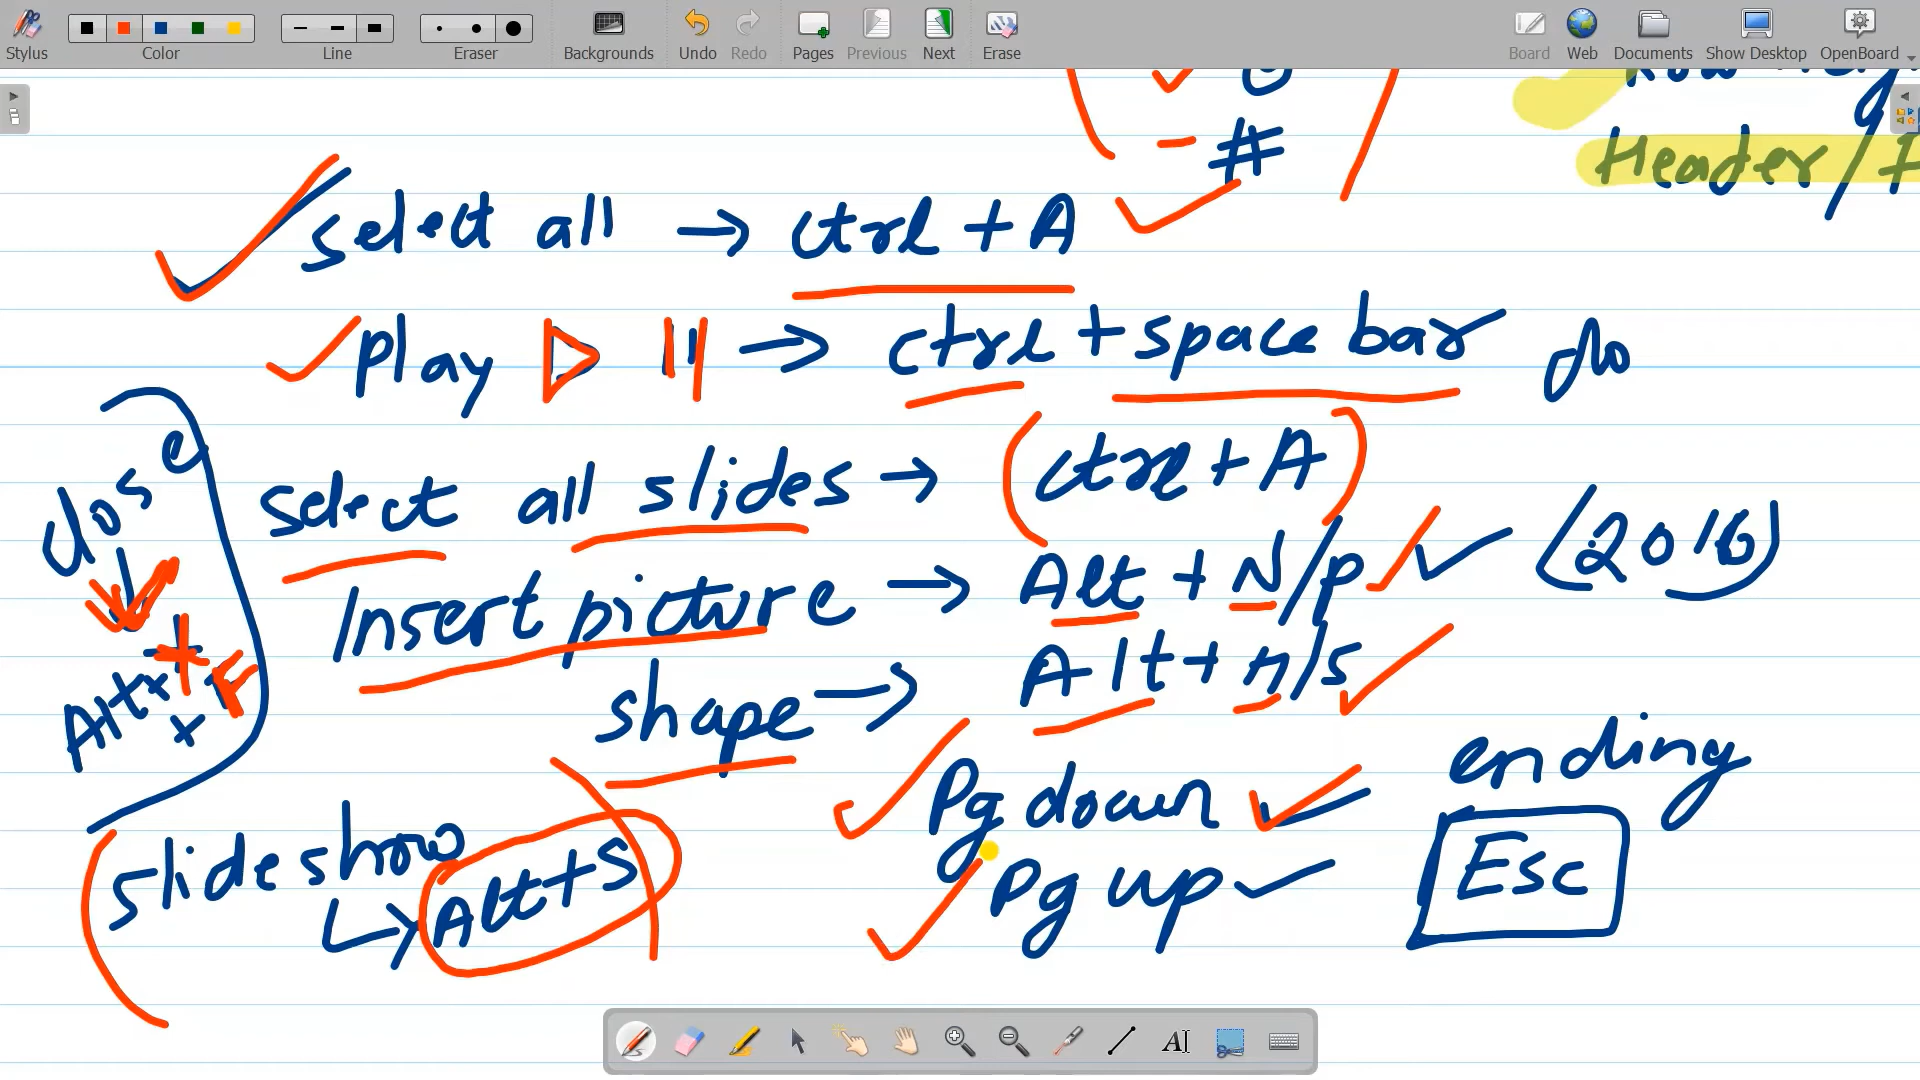 Stylus Color Line Eraser Backgrounds Undo Redo Pages Previous Next Erase Board Web Documents Show Desktop OpenBoard
#
Header/F
select all → ctrl + A
play → ctrl + space bar
select all slides → (ctrl + A)
close
Insert picture → Alt + N/p (2016)
shape → Alt + n/s
Alt + F
Pg down
ending
slide show
Alt+S
Pg up
Esc